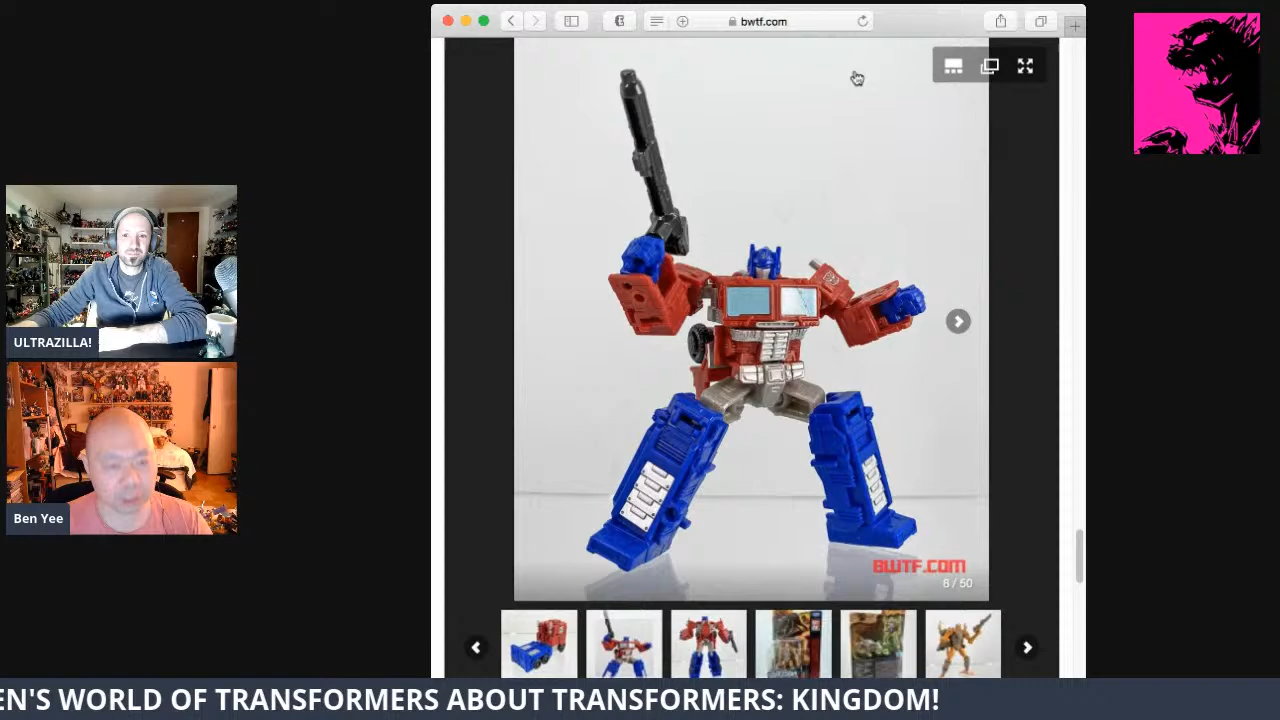 bwtf.com
ULTRAZILLA!
Ben Yee
BWTF.COM
6 / 50
EN'S WORLD OF TRANSFORMERS ABOUT TRANSFORMERS: KINGDOM!